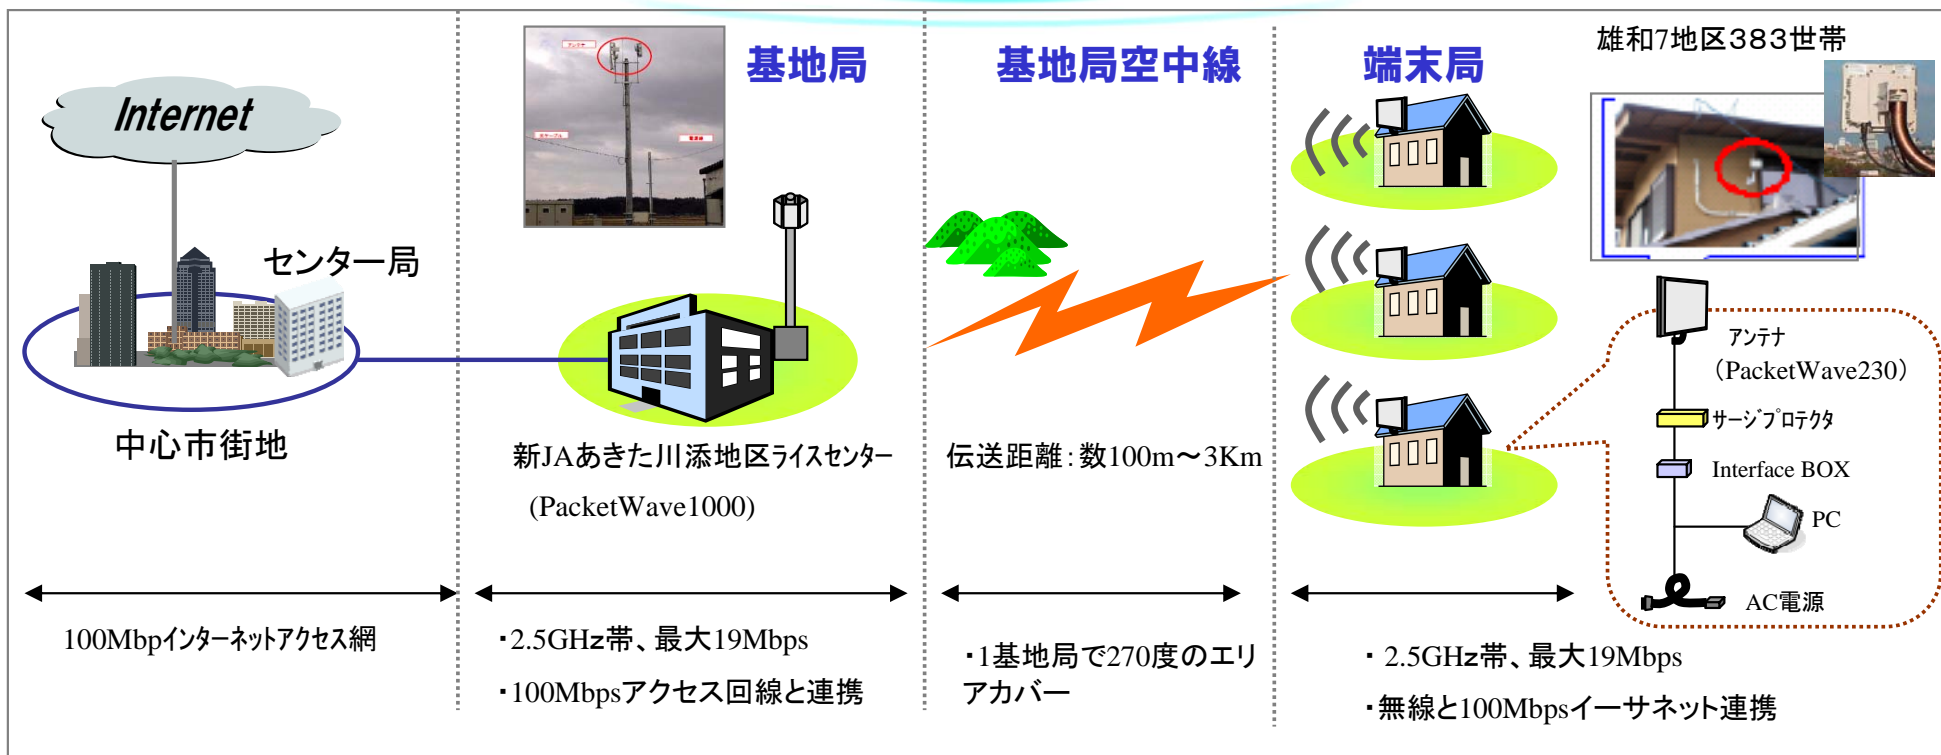 Internet
センター局
中心市街地
100Mbpインターネットアクセス網
アンテナ
基地局
新JAあきた川添地区ライスセンター
(PacketWave1000)
・2.5GHz帯、最大19Mbps
・100Mbpsアクセス回線と連携
基地局空中線
伝送距離：数100m～3Km
・1基地局で270度のエリ
アカバー
端末局
雄和7地区383世帯
アンテナ
（PacketWave230）
サージプロテクタ
Interface BOX
PC
AC電源
・ 2.5GHz帯、最大19Mbps
・無線と100Mbpsイーサネット連携